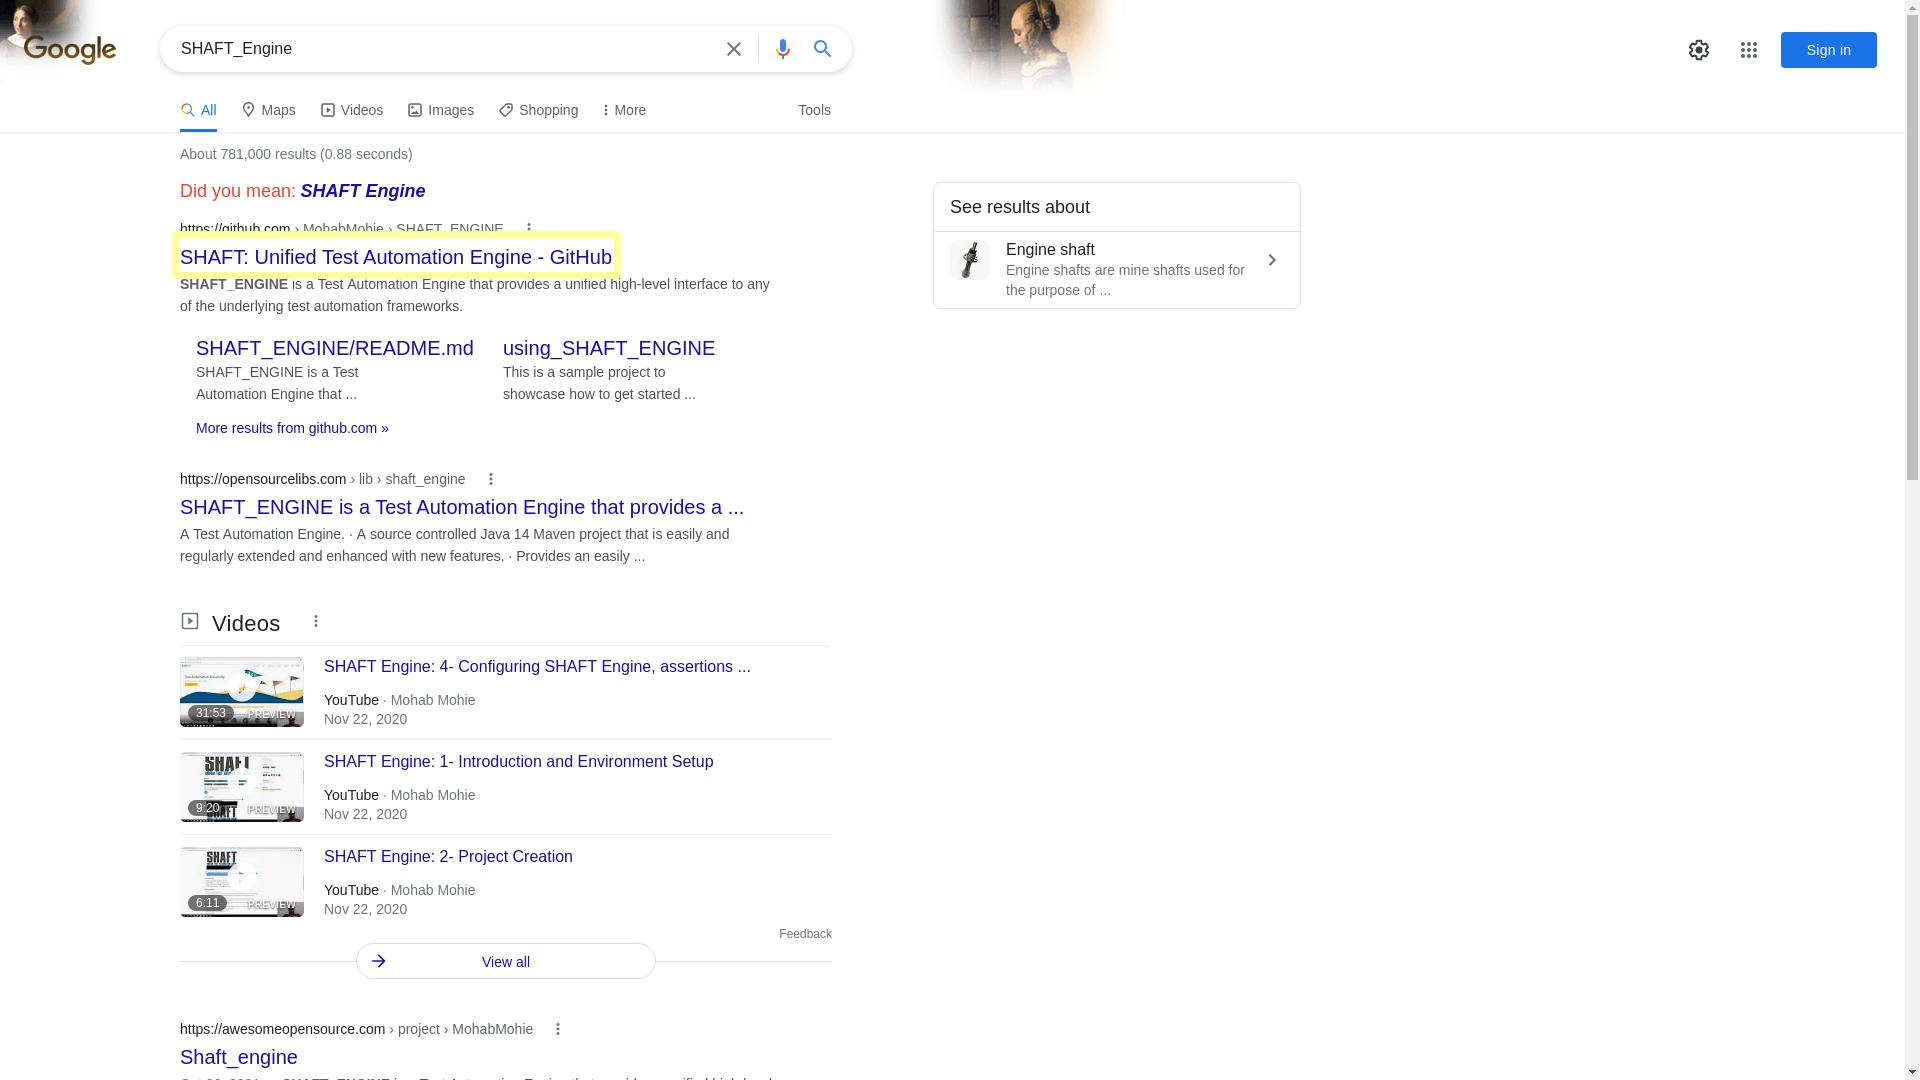 Google
SHAFT_Engine
Sign in
All
Maps
Videos
Images
Shopping
More
Tools
About 781,000 results (0.88 seconds)
Did you mean: SHAFT Engine
https://github.com › MohabMohie › SHAFT_ENGINE
SHAFT: Unified Test Automation Engine - GitHub
SHAFT_ENGINE is a Test Automation Engine that provides a unified high-level interface to any
of the underlying test automation frameworks.
SHAFT_ENGINE/README.md
SHAFT_ENGINE is a Test
Automation Engine that ...
using_SHAFT_ENGINE
This is a sample project to
showcase how to get started ...
More results from github.com »
https://opensourcelibs.com › lib › shaft_engine
SHAFT_ENGINE is a Test Automation Engine that provides a ...
A Test Automation Engine. · A source controlled Java 14 Maven project that is easily and
regularly extended and enhanced with new features. · Provides an easily ...
Videos
31:53
PREVIEW
SHAFT Engine: 4- Configuring SHAFT Engine, assertions ...
YouTube · Mohab Mohie
Nov 22, 2020
SHAFT
9:20
PREVIEW
SHAFT Engine: 1- Introduction and Environment Setup
YouTube · Mohab Mohie
Nov 22, 2020
SHAFT
6:11
PREVIEW
SHAFT Engine: 2- Project Creation
YouTube · Mohab Mohie
Nov 22, 2020
Feedback
View all
https://awesomeopensource.com › project › MohabMohie
Shaft_engine
See results about
Engine shaft
Engine shafts are mine shafts used for
the purpose of ...